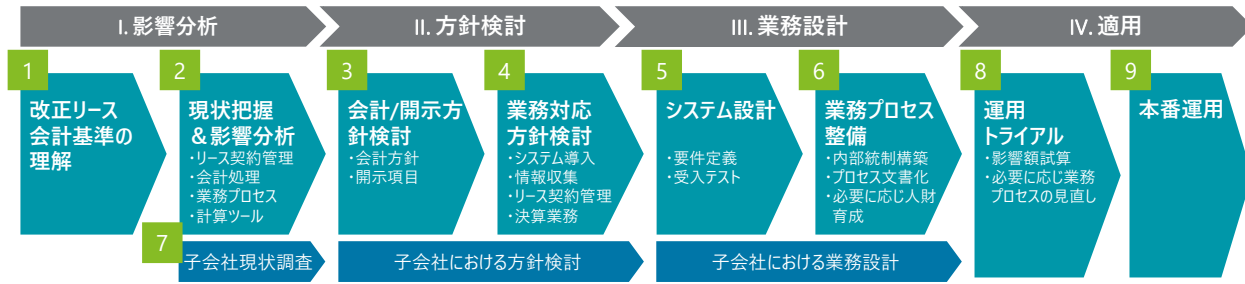 I. 影響分析
II. 方針検討
III. 業務設計
IV. 適用
1
改正リース
会計基準の
理解
2
現状把握
＆影響分析
・リース契約管理
・会計処理
・業務プロセス
・計算ツール
3
会計/開示方
針検討
・会計方針
・開示項目
4
業務対応
方針検討
・システム導入
・情報収集
・リース契約管理
・決算業務
5
システム設計
・要件定義
・受入テスト
6
業務プロセス
整備
・内部統制構築
・プロセス文書化
・必要に応じ人財
育成
8
運用
トライアル
・影響額試算
・必要に応じ業務
プロセスの見直し
9
本番運用
7
子会社現状調査
子会社における方針検討
子会社における業務設計